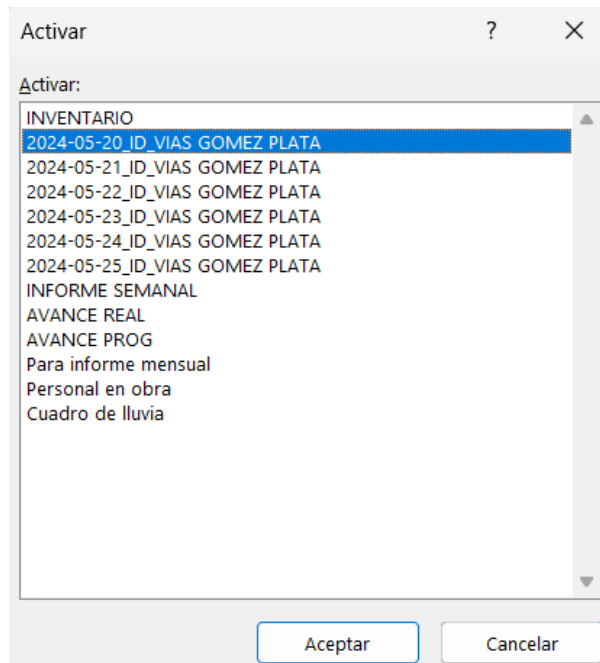 Activar ? ×
Activar:
INVENTARIO
2024-05-20_ID_VIAS GOMEZ PLATA
2024-05-21_ID_VIAS GOMEZ PLATA
2024-05-22_ID_VIAS GOMEZ PLATA
2024-05-23_ID_VIAS GOMEZ PLATA
2024-05-24_ID_VIAS GOMEZ PLATA
2024-05-25_ID_VIAS GOMEZ PLATA
INFORME SEMANAL
AVANCE REAL
AVANCE PROG
Para informe mensual
Personal en obra
Cuadro de lluvia
Aceptar Cancelar